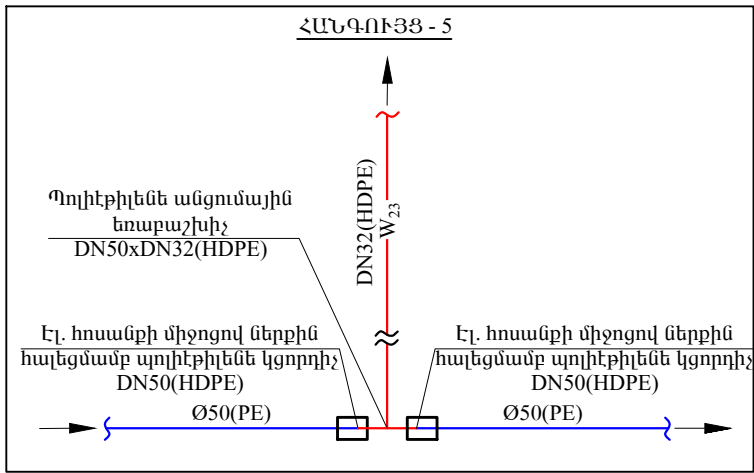 ՀԱՆԳՈՒՅՑ - 5
DN32(HDPE)
W23
Պոլիէթիլենե անցումային
եռաբաշխիչ
DN50xDN32(HDPE)
Էլ. հոսանքի միջոցով ներքին
հալեցմամբ պոլիէթիլենե կցորդիչ
DN50(HDPE)
Էլ. հոսանքի միջոցով ներքին
հալեցմամբ պոլիէթիլենե կցորդիչ
DN50(HDPE)
Ø50(PE)
Ø50(PE)